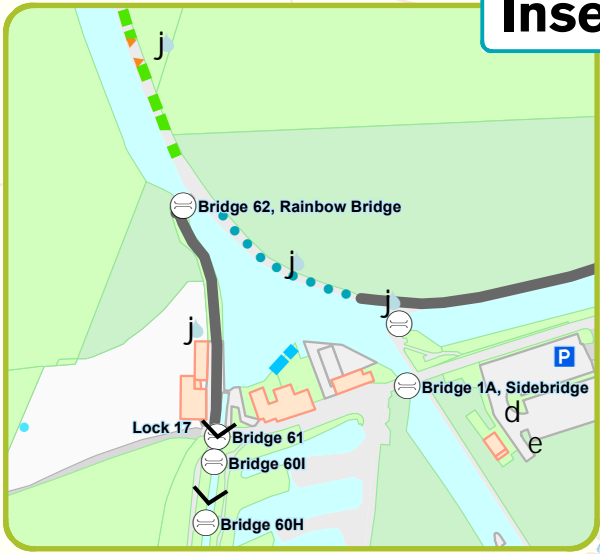 Inse
j
Bridge 62, Rainbow Bridge
j
j
j
P
Bridge 1A, Sidebridge
d
Lock 17
Bridge 61
e
Bridge 60I
Bridge 60H